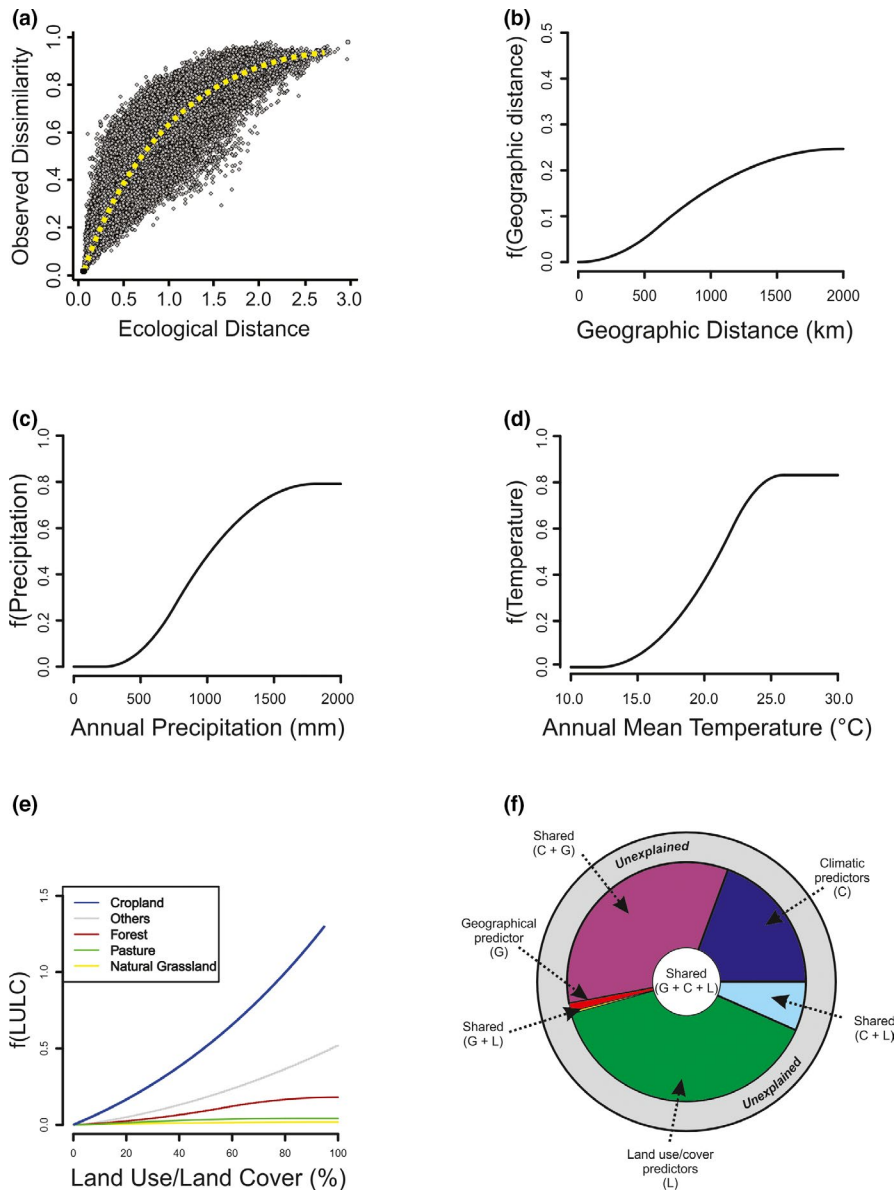 (a)
Observed Dissimilarity
0.0 0.2 0.4 0.6 0.8 1.0
0.0 0.5 1.0 1.5 2.0 2.5 3.0
Ecological Distance
(b)
f(Geographic distance)
0.0 0.1 0.2 0.3 0.4 0.5
0 500 1000 1500 2000
Geographic Distance (km)
(c)
f(Precipitation)
0.0 0.2 0.4 0.6 0.8 1.0
0 500 1000 1500 2000
Annual Precipitation (mm)
(d)
f(Temperature)
0.0 0.2 0.4 0.6 0.8 1.0
10.0 15.0 20.0 25.0 30.0
Annual Mean Temperature (°C)
(e)
f(LULC)
0.0 0.5 1.0 1.5
Cropland
Others
Forest
Pasture
Natural Grassland
0 20 40 60 80 100
Land Use/Land Cover (%)
(f)
Shared
(C + G)
Unexplained
Climatic
predictors
(C)
Geographical
predictor
(G)
Shared
(G + C + L)
Shared
(G + L)
Shared
(C + L)
Unexplained
Land use/cover
predictors
(L)